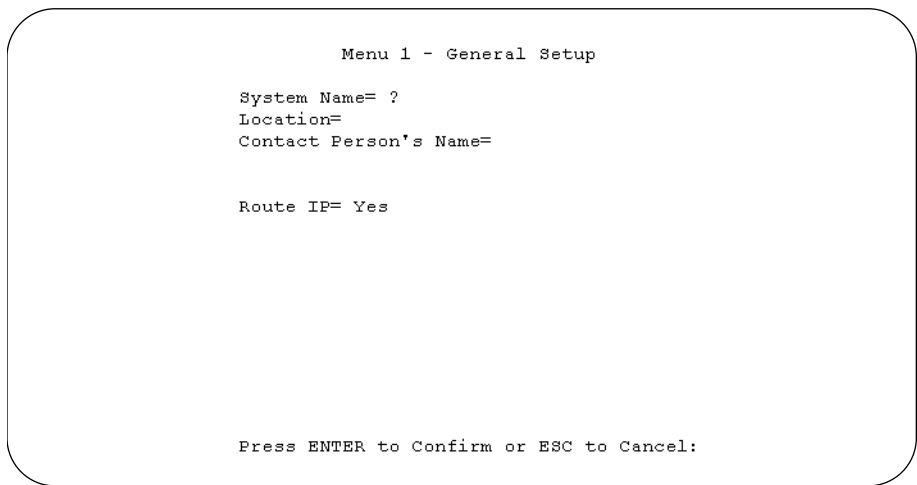 Menu 1 - General Setup
System Name= ?
Location=
Contact Person's Name=
Route IP= Yes
Press ENTER to Confirm or ESC to Cancel: